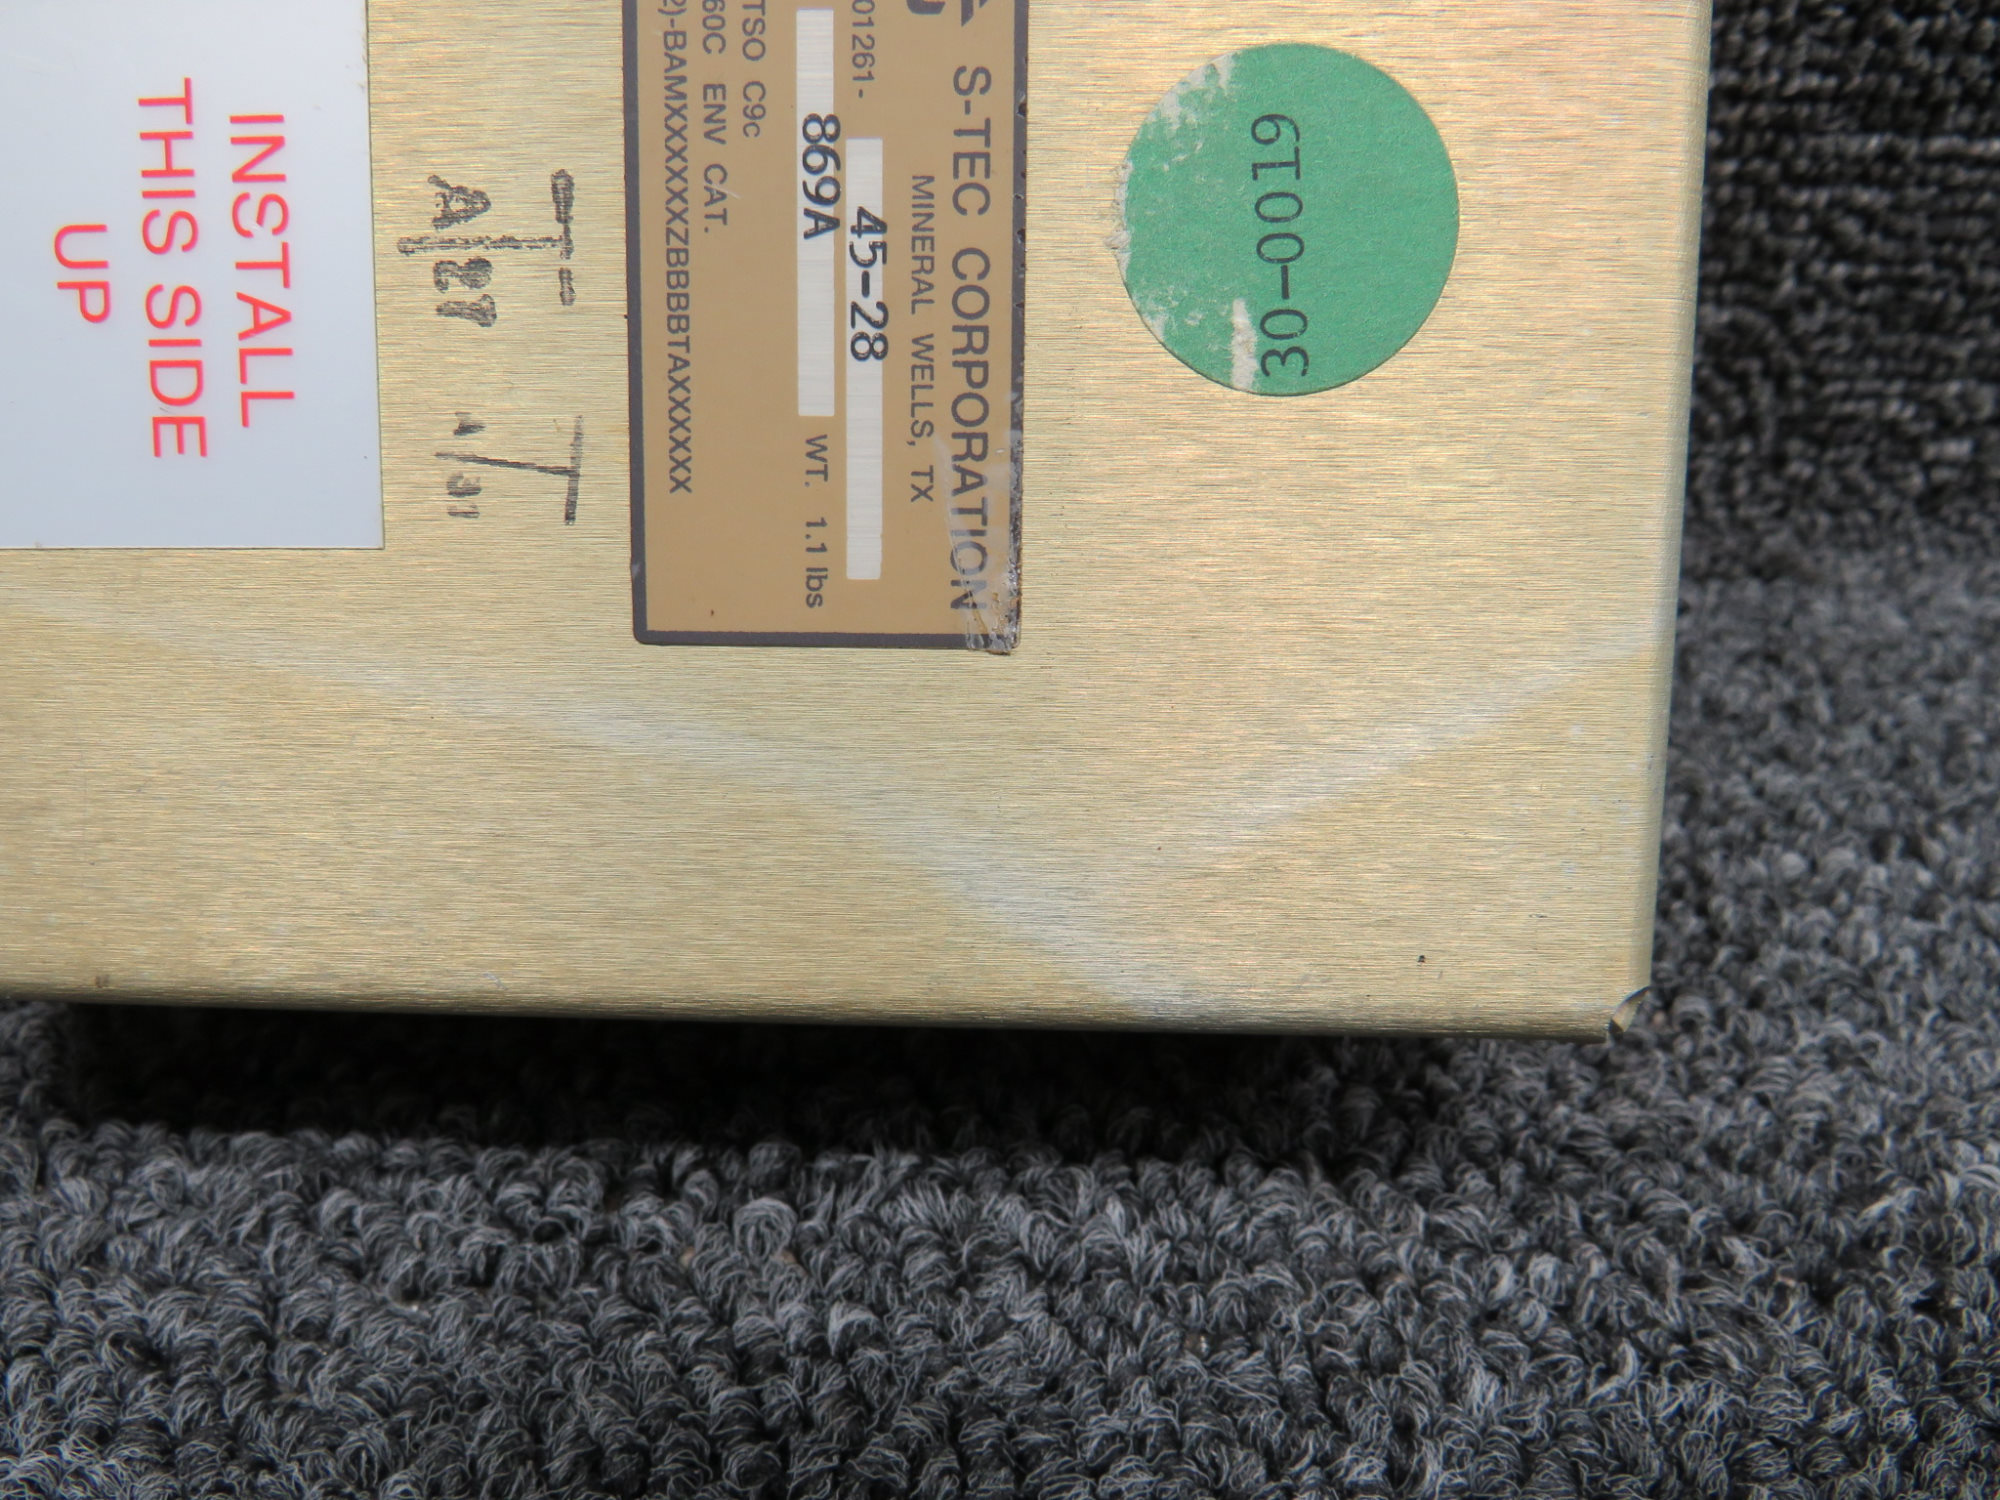 30-0019
S-TEC CORPORATION
MINERAL WELLS, TX
01261- 45-28
869A WT. 1.1 lbs
TSO C9c
60C ENV CAT.
2)-BAMXXXXXXZBBBBTAXXXXXX
INSTALL
THIS SIDE
UP